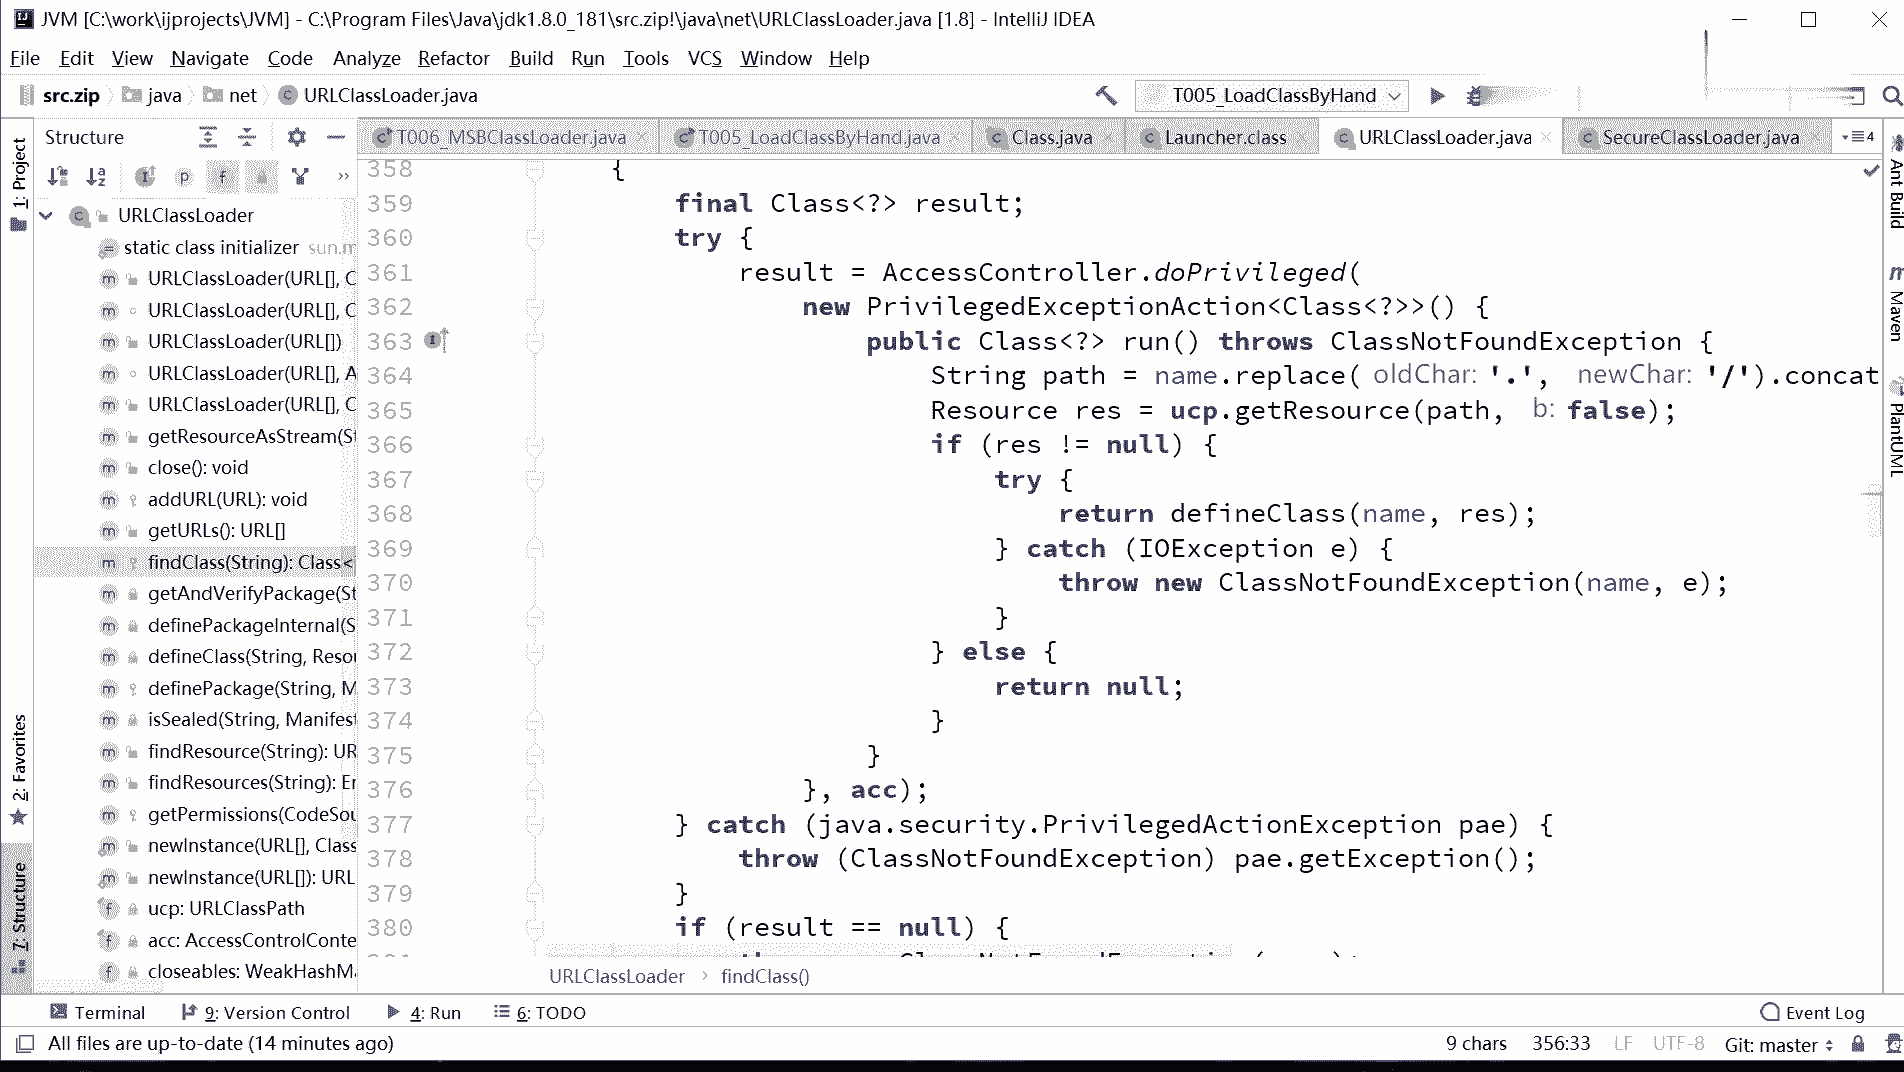 JVM [C:\work\ijprojects\JVM] - C:\Program Files\Java\jdk1.8.0_181\src.zip!\java\net\URLClassLoader.java [1.8] - IntelliJ IDEA
File Edit View Navigate Code Analyze Refactor Build Run Tools VCS Window Help
src.zip java net URLClassLoader.java T005_LoadClassByHand
Structure
T006_MSBClassLoader.java T005_LoadClassByHand.java Class.java Launcher.class URLClassLoader.java SecureClassLoader.java 4
1: Project
2: Favorites
7: Structure
URLClassLoader
static class initializer sun.m
URLClassLoader(URL[], C
URLClassLoader(URL[], C
URLClassLoader(URL[])
URLClassLoader(URL[], A
URLClassLoader(URL[], C
getResourceAsStream(St
close(): void
addURL(URL): void
getURLs(): URL[]
findClass(String): Class<
getAndVerifyPackage(St
definePackageInternal(S
defineClass(String, Resou
definePackage(String, M
isSealed(String, Manifest
findResource(String): UR
findResources(String): En
getPermissions(CodeSou
newInstance(URL[], Class
newInstance(URL[]): URL
ucp: URLClassPath
acc: AccessControlConte
closeables: WeakHashMa
358 {
359 final Class<?> result;
360 try {
361 result = AccessController.doPrivileged(
362 new PrivilegedExceptionAction<Class<?>>() {
363 public Class<?> run() throws ClassNotFoundException {
364 String path = name.replace( oldChar: '.', newChar: '/').concat
365 Resource res = ucp.getResource(path, b: false);
366 if (res != null) {
367 try {
368 return defineClass(name, res);
369 } catch (IOException e) {
370 throw new ClassNotFoundException(name, e);
371 }
372 } else {
373 return null;
374 }
375 }
376 }, acc);
377 } catch (java.security.PrivilegedActionException pae) {
378 throw (ClassNotFoundException) pae.getException();
379 }
380 if (result == null) {
URLClassLoader findClass()
Ant Build
Maven
PlantUML
Terminal 9: Version Control 4: Run 6: TODO Event Log
All files are up-to-date (14 minutes ago) 9 chars 356:33 LF UTF-8 Git: master